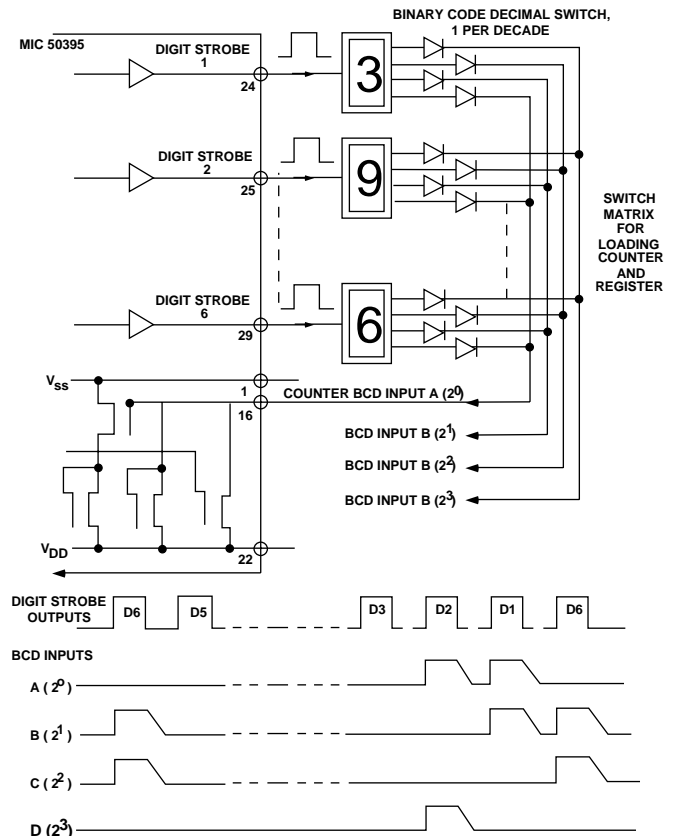 BINARY CODE DECIMAL SWITCH,
1 PER DECADE
MIC 50395
DIGIT STROBE
1
24
3
DIGIT STROBE
2
25
9
SWITCH
MATRIX
FOR
LOADING
COUNTER
AND
REGISTER
DIGIT STROBE
6
29
6
VSS
1
COUNTER BCD INPUT A (2⁰)
16
BCD INPUT B (2¹)
BCD INPUT B (2²)
BCD INPUT B (2³)
VDD
22
DIGIT STROBE
OUTPUTS
D6 D5 D3 D2 D1 D6
BCD INPUTS
A ( 2⁰ )
B ( 2¹ )
C ( 2² )
D (2³)